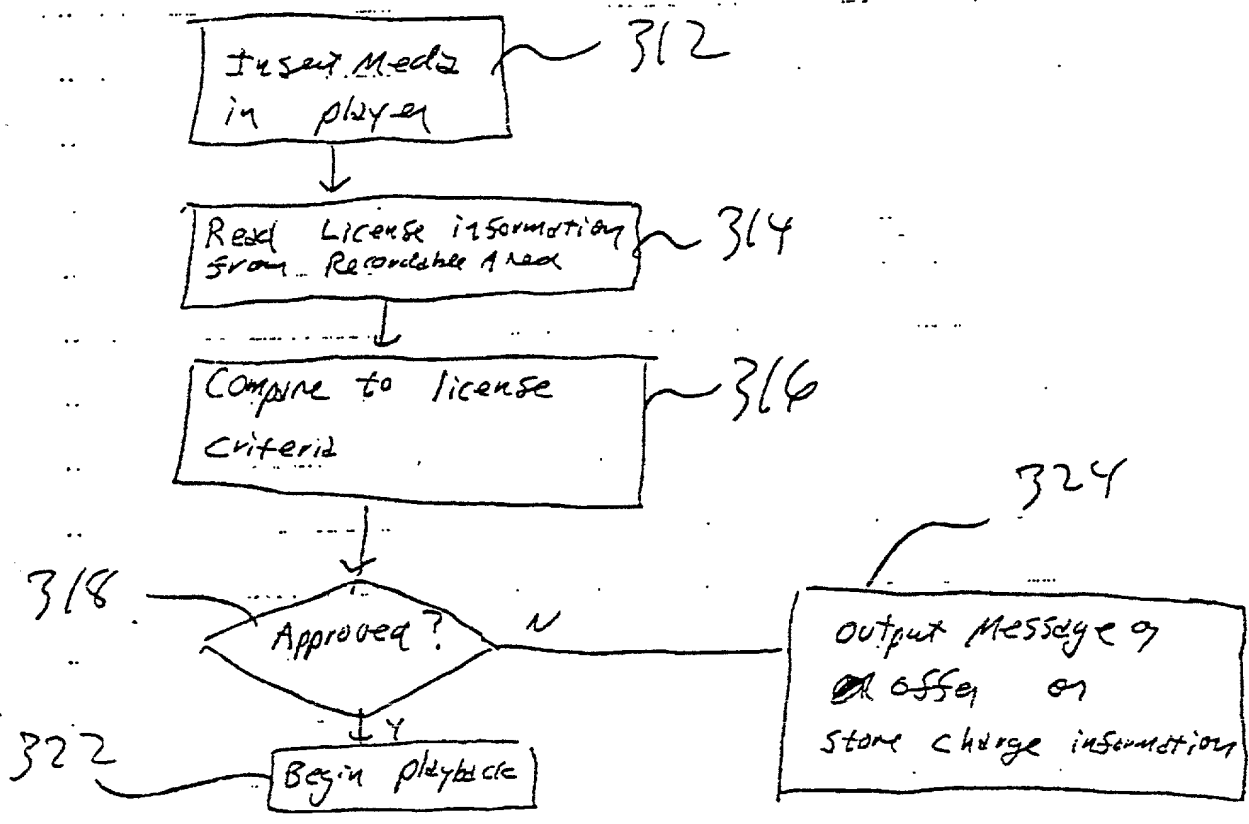 Insert Media
in player
312
Read License information
from Recordable Area
314
Compare to license
criteria
316
318
Approved?
N
Y
322
Begin playback
324
Output Message or
offer or
store charge information